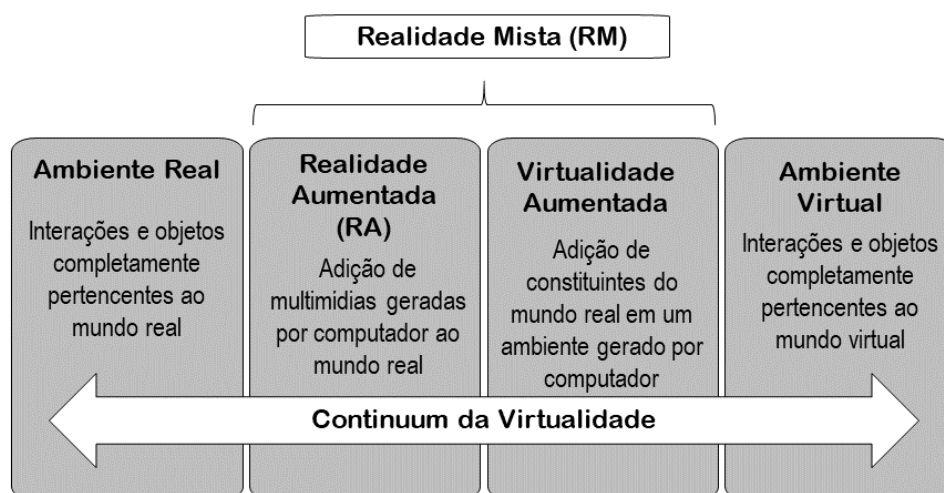 Realidade Mista (RM)
Ambiente Real
Interações e objetos
completamente
pertencentes ao
mundo real
Realidade
Aumentada
(RA)
Adição de
multimídias geradas
por computador ao
mundo real
Virtualidade
Aumentada
Adição de
constituintes do
mundo real em um
ambiente gerado por
computador
Ambiente
Virtual
Interações e objetos
completamente
pertencentes ao
mundo virtual
Continuum da Virtualidade